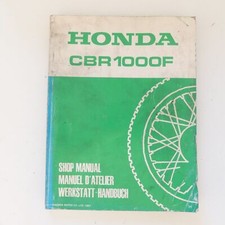 HONDA
CBR1000F
SHOP MANUAL
MANUEL D'ATELIER
WERKSTATT-HANDBUCH